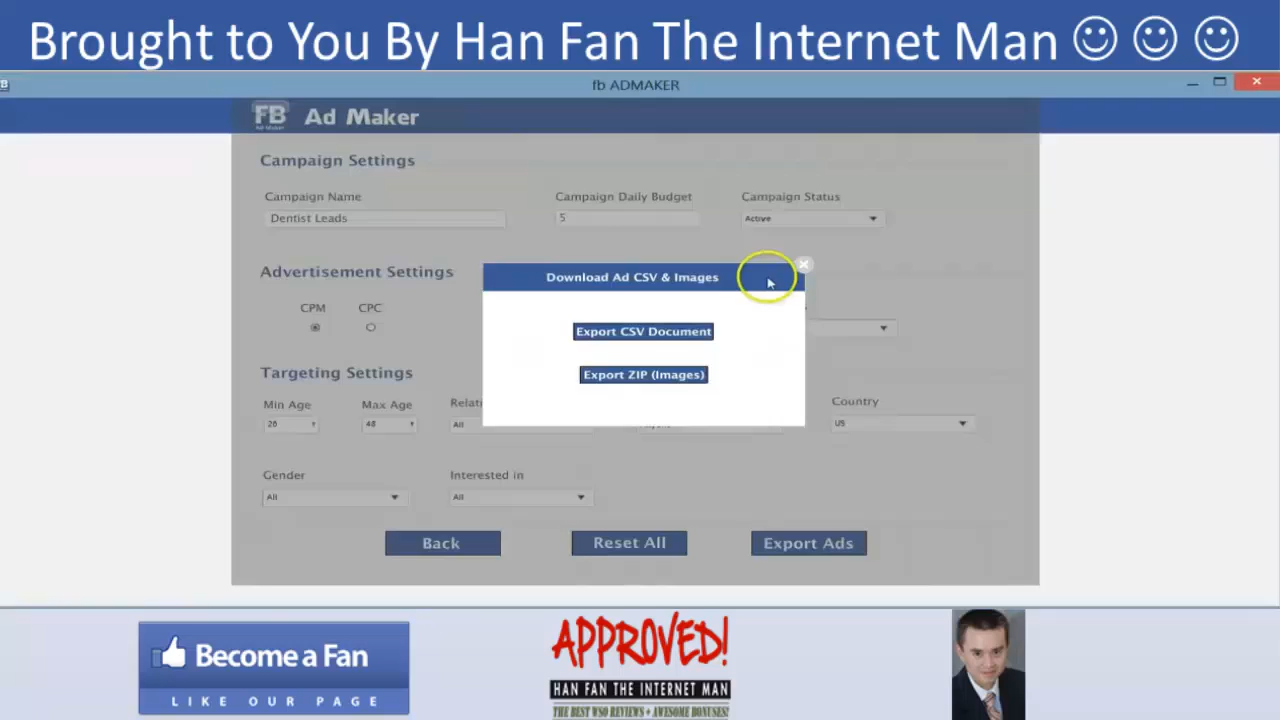 Brought to You By Han Fan The Internet Man
fb ADMAKER
FB Ad Maker
Ad Maker
Campaign Settings
Campaign Name Campaign Daily Budget Campaign Status
Dentist Leads 5 Active
Advertisement Settings
Download Ad CSV & Images
CPM CPC
Export CSV Document
Export ZIP (Images)
Targeting Settings
Min Age Max Age Country
All US
Gender Interested in
All All
Back Reset All Export Ads
Become a Fan
LIKE OUR PAGE
APPROVED!
HAN FAN THE INTERNET MAN
THE BEST WSO REVIEWS + AWESOME BONUSES!